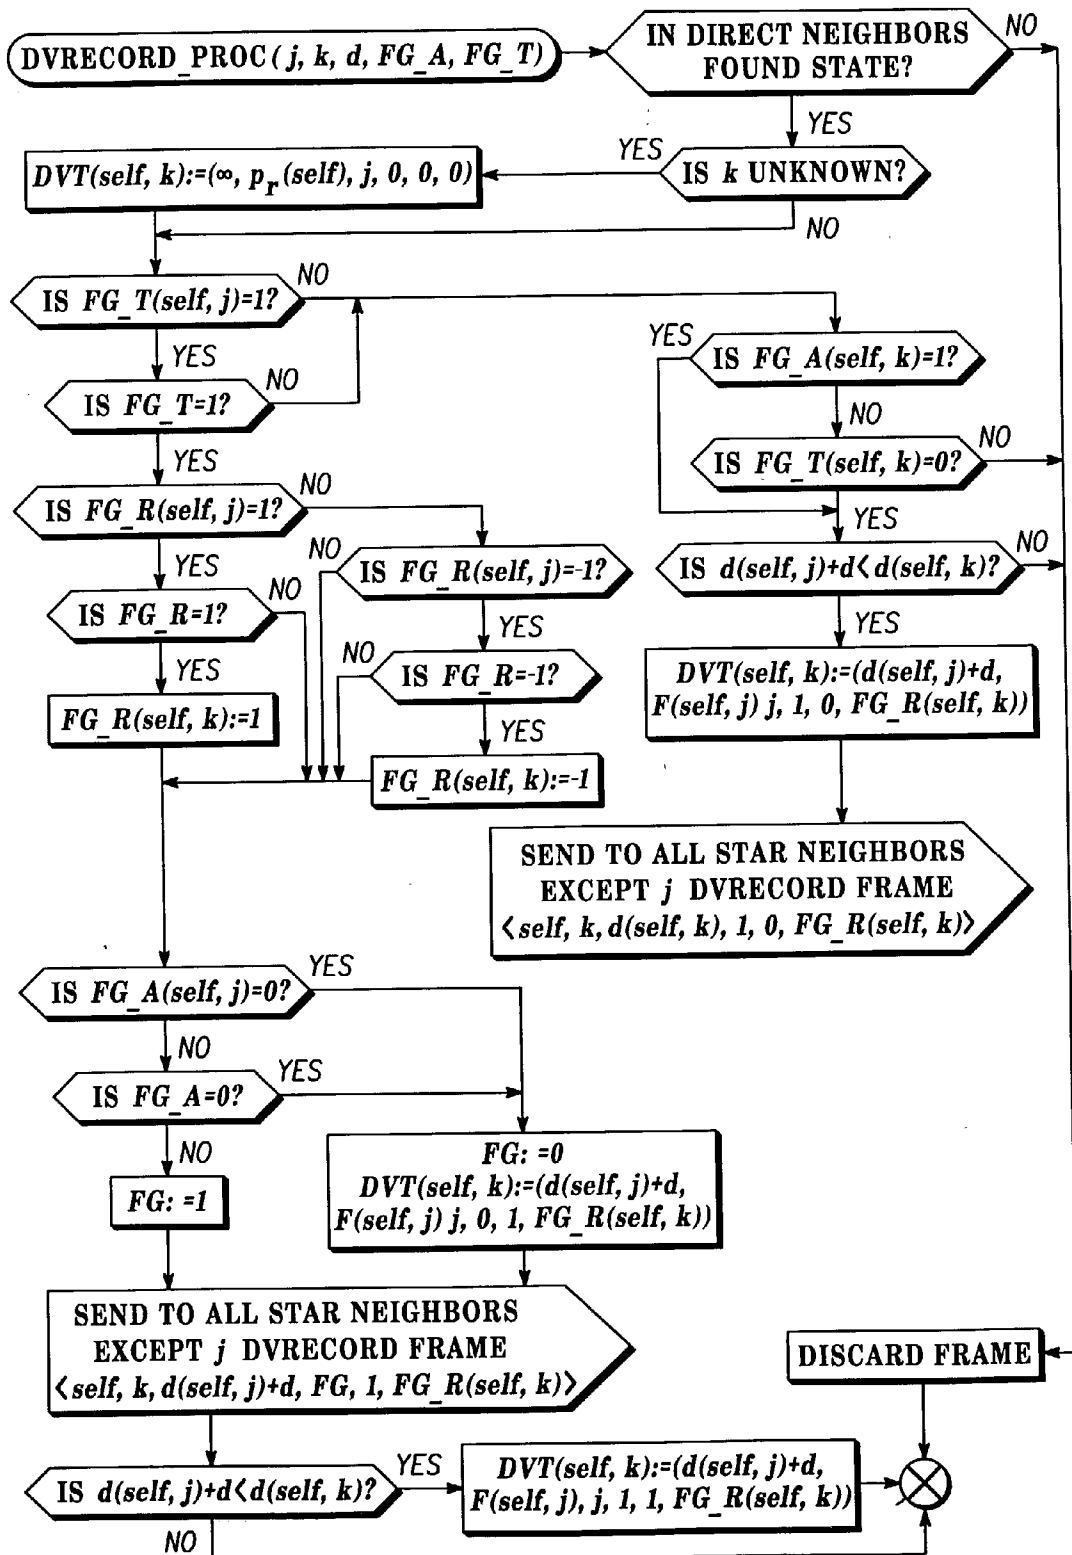 DVRECORD_PROC(j, k, d, FG_A, FG_T)
IN DIRECT NEIGHBORS
FOUND STATE?
NO
YES
YES
DVT(self, k):=(∞, p_r(self), j, 0, 0, 0)
IS k UNKNOWN?
NO
NO
IS FG_T(self, j)=1?
YES
YES
IS FG_A(self, k)=1?
NO
IS FG_T=1?
NO
NO
YES
IS FG_T(self, k)=0?
NO
IS FG_R(self, j)=1?
YES
NO
NO
YES
IS FG_R(self, j)=-1?
IS d(self, j)+d<d(self, k)?
NO
IS FG_R=1?
YES
YES
NO
YES
IS FG_R=-1?
DVT(self, k):=(d(self, j)+d,
F(self, j) j, 1, 0, FG_R(self, k))
FG_R(self, k):=1
YES
FG_R(self, k):=-1
SEND TO ALL STAR NEIGHBORS
EXCEPT j DVRECORD FRAME
<self, k, d(self, k), 1, 0, FG_R(self, k)>
YES
IS FG_A(self, j)=0?
NO
YES
IS FG_A=0?
NO
FG: =0
DVT(self, k):=(d(self, j)+d,
F(self, j) j, 0, 1, FG_R(self, k))
FG: =1
SEND TO ALL STAR NEIGHBORS
EXCEPT j DVRECORD FRAME
<self, k, d(self, j)+d, FG, 1, FG_R(self, k)>
DISCARD FRAME
YES
IS d(self, j)+d<d(self, k)?
DVT(self, k):=(d(self, j)+d,
F(self, j), j, 1, 1, FG_R(self, k))
NO